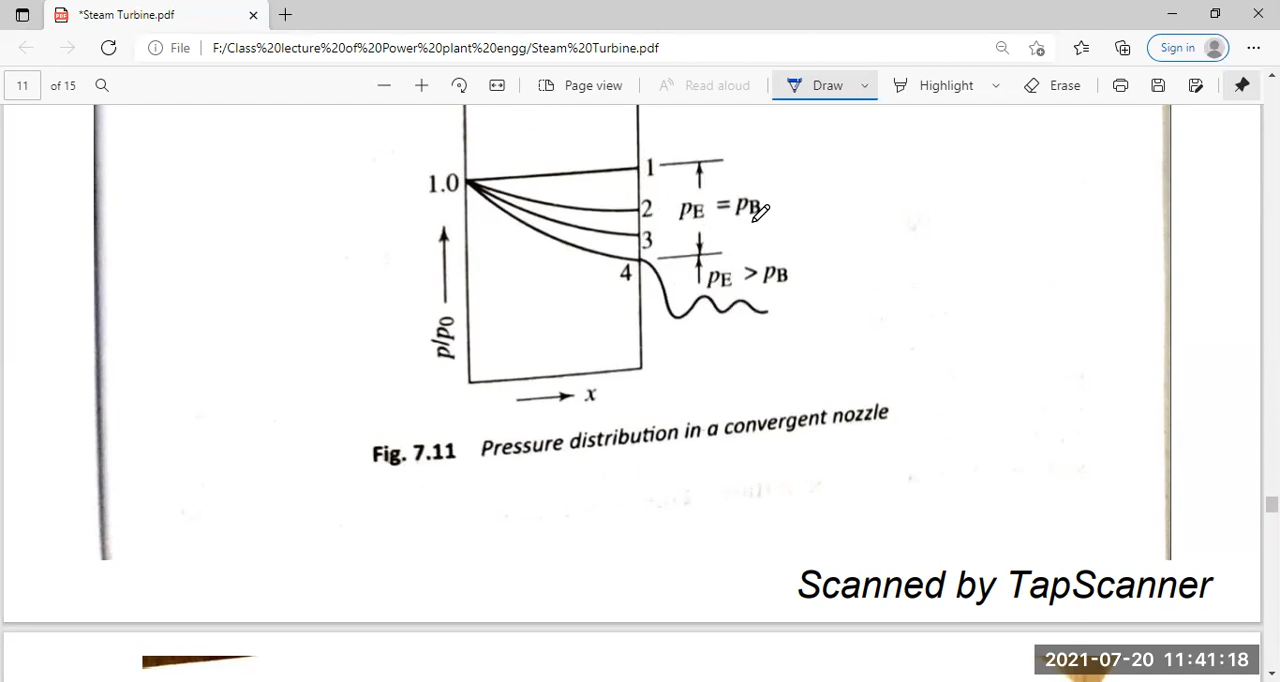 *Steam Turbine.pdf
File F:/Class%20lecture%20of%20Power%20plant%20engg/Steam%20Turbine.pdf Sign in
11 of 15 Page view Read aloud Draw Highlight Erase
1.0
1
2
3
4
pE = pB
pE > pB
p/p0
x
Fig. 7.11 Pressure distribution in a convergent nozzle
Scanned by TapScanner
2021-07-20 11:41:18